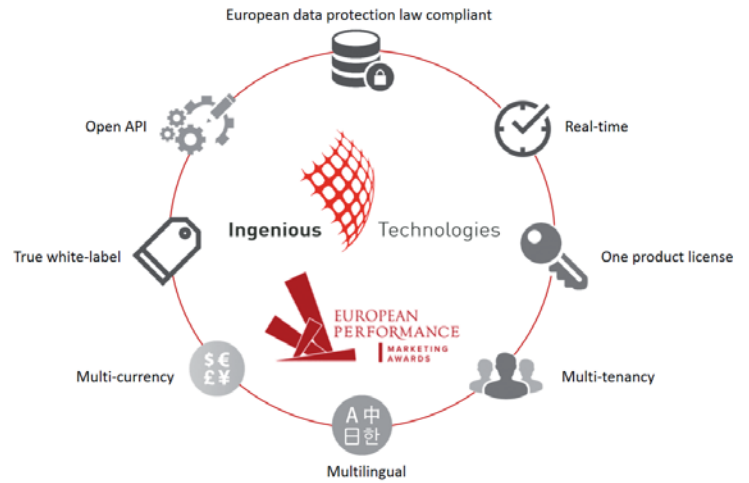 European data protection law compliant
Open API
Real-time
Ingenious Technologies
True white-label
One product license
EUROPEAN
PERFORMANCE
MARKETING
AWARDS
$ €
£ ¥
Multi-currency
Multi-tenancy
A 中
日 한
Multilingual